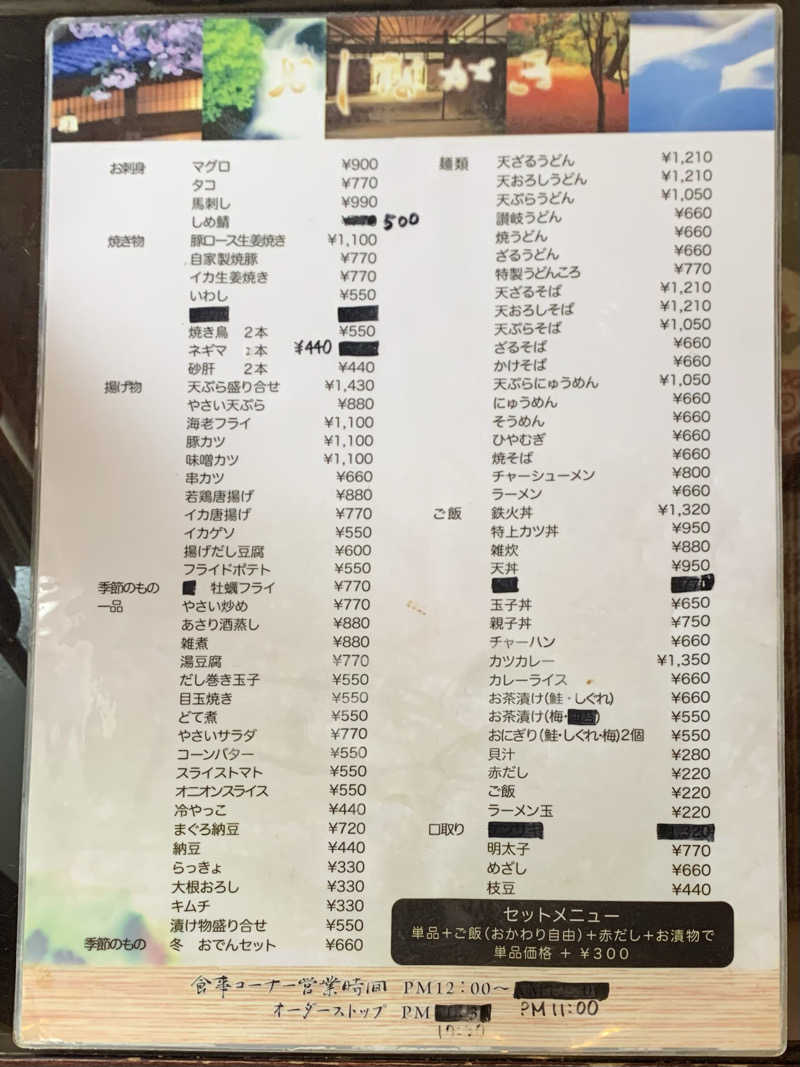 お刺身 マグロ ¥900
タコ ¥770
馬刺し ¥990
しめ鯖 500
焼き物 豚ロース生姜焼き ¥1,100
自家製焼豚 ¥770
イカ生姜焼き ¥770
いわし ¥550
焼き鳥 2本 ¥550
ネギマ 1本 ¥440
砂肝 2本 ¥440
揚げ物 天ぷら盛り合せ ¥1,430
やさい天ぷら ¥880
海老フライ ¥1,100
豚カツ ¥1,100
味噌カツ ¥1,100
串カツ ¥660
若鶏唐揚げ ¥880
イカ唐揚げ ¥770
イカゲソ ¥550
揚げだし豆腐 ¥600
フライドポテト ¥550
季節のもの 牡蠣フライ ¥770
一品 やさい炒め ¥770
あさり酒蒸し ¥880
雑煮 ¥880
湯豆腐 ¥770
だし巻き玉子 ¥550
目玉焼き ¥550
どて煮 ¥550
やさいサラダ ¥770
コーンバター ¥550
スライストマト ¥550
オニオンスライス ¥550
冷やっこ ¥440
まぐろ納豆 ¥720
納豆 ¥440
らっきょ ¥330
大根おろし ¥330
キムチ ¥330
漬け物盛り合せ ¥550
季節のもの 冬 おでんセット ¥660
麺類 天ざるうどん ¥1,210
天おろしうどん ¥1,210
天ぷらうどん ¥1,050
讃岐うどん ¥660
焼うどん ¥660
ざるうどん ¥660
特製うどんころ ¥770
天ざるそば ¥1,210
天おろしそば ¥1,210
天ぷらそば ¥1,050
ざるそば ¥660
かけそば ¥660
天ぷらにゅうめん ¥1,050
にゅうめん ¥660
そうめん ¥660
ひやむぎ ¥660
焼そば ¥660
チャーシューメン ¥800
ラーメン ¥660
ご飯 鉄火丼 ¥1,320
特上カツ丼 ¥950
雑炊 ¥880
天丼 ¥950
玉子丼 ¥650
親子丼 ¥750
チャーハン ¥660
カツカレー ¥1,350
カレーライス ¥660
お茶漬け(鮭・しぐれ) ¥660
お茶漬け(梅・) ¥550
おにぎり(鮭・しぐれ・梅)2個 ¥550
貝汁 ¥280
赤だし ¥220
ご飯 ¥220
ラーメン玉 ¥220
口取り
明太子 ¥770
めざし ¥660
枝豆 ¥440
セットメニュー
単品+ご飯(おかわり自由)+赤だし+お漬物で
単品価格 + ¥300
食事コーナー営業時間 PM12:00〜 PM11:00
オーダーストップ PM